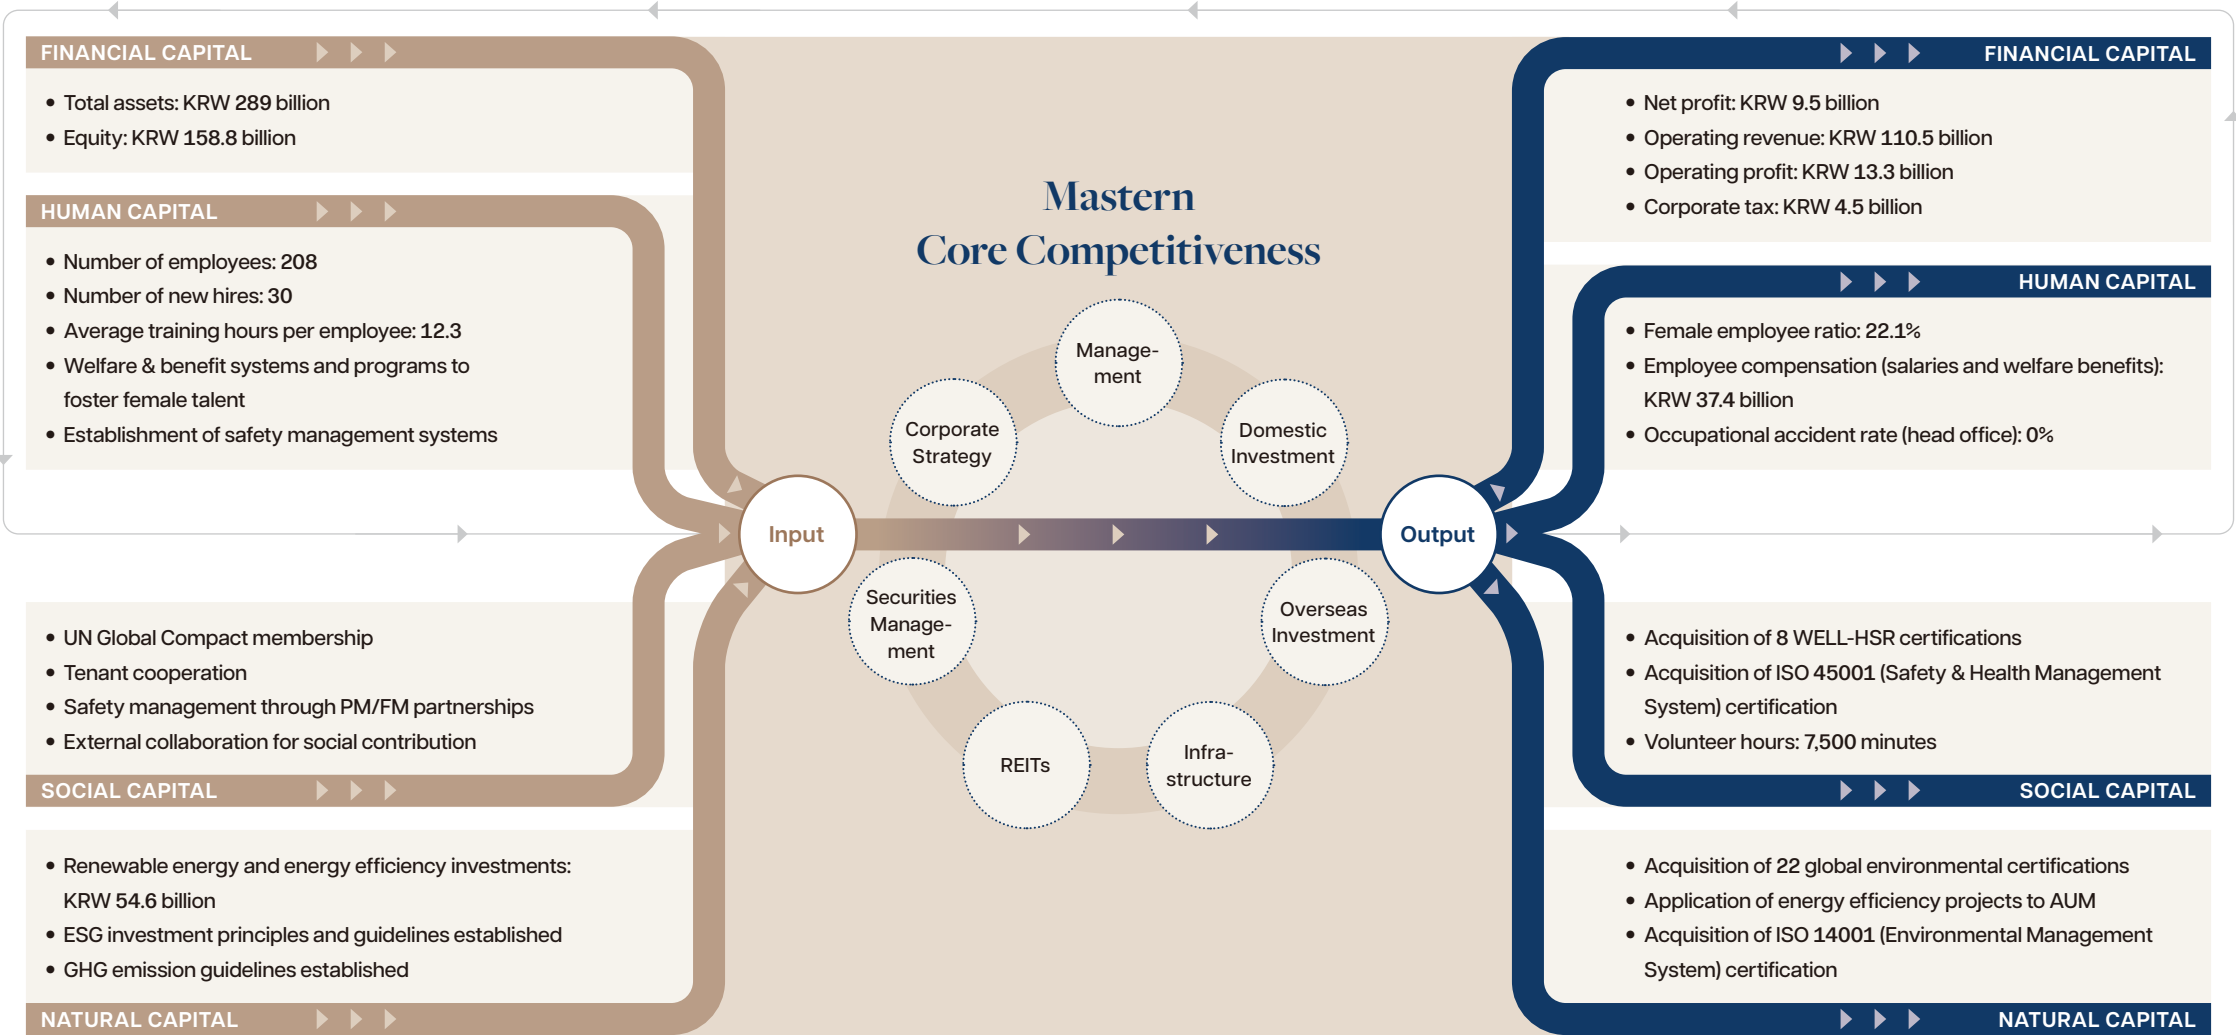 FINANCIAL CAPITAL
• Total assets: KRW 289 billion
• Equity: KRW 158.8 billion
HUMAN CAPITAL
• Number of employees: 208
• Number of new hires: 30
• Average training hours per employee: 12.3
• Welfare & benefit systems and programs to
foster female talent
• Establishment of safety management systems
• UN Global Compact membership
• Tenant cooperation
• Safety management through PM/FM partnerships
• External collaboration for social contribution
SOCIAL CAPITAL
• Renewable energy and energy efficiency investments:
KRW 54.6 billion
• ESG investment principles and guidelines established
• GHG emission guidelines established
NATURAL CAPITAL
Mastern
Core Competitiveness
Input
Output
Manage-
ment
Domestic
Investment
Overseas
Investment
Infra-
structure
REITs
Securities
Manage-
ment
Corporate
Strategy
FINANCIAL CAPITAL
• Net profit: KRW 9.5 billion
• Operating revenue: KRW 110.5 billion
• Operating profit: KRW 13.3 billion
• Corporate tax: KRW 4.5 billion
HUMAN CAPITAL
• Female employee ratio: 22.1%
• Employee compensation (salaries and welfare benefits):
KRW 37.4 billion
• Occupational accident rate (head office): 0%
• Acquisition of 8 WELL-HSR certifications
• Acquisition of ISO 45001 (Safety & Health Management
System) certification
• Volunteer hours: 7,500 minutes
SOCIAL CAPITAL
• Acquisition of 22 global environmental certifications
• Application of energy efficiency projects to AUM
• Acquisition of ISO 14001 (Environmental Management
System) certification
NATURAL CAPITAL